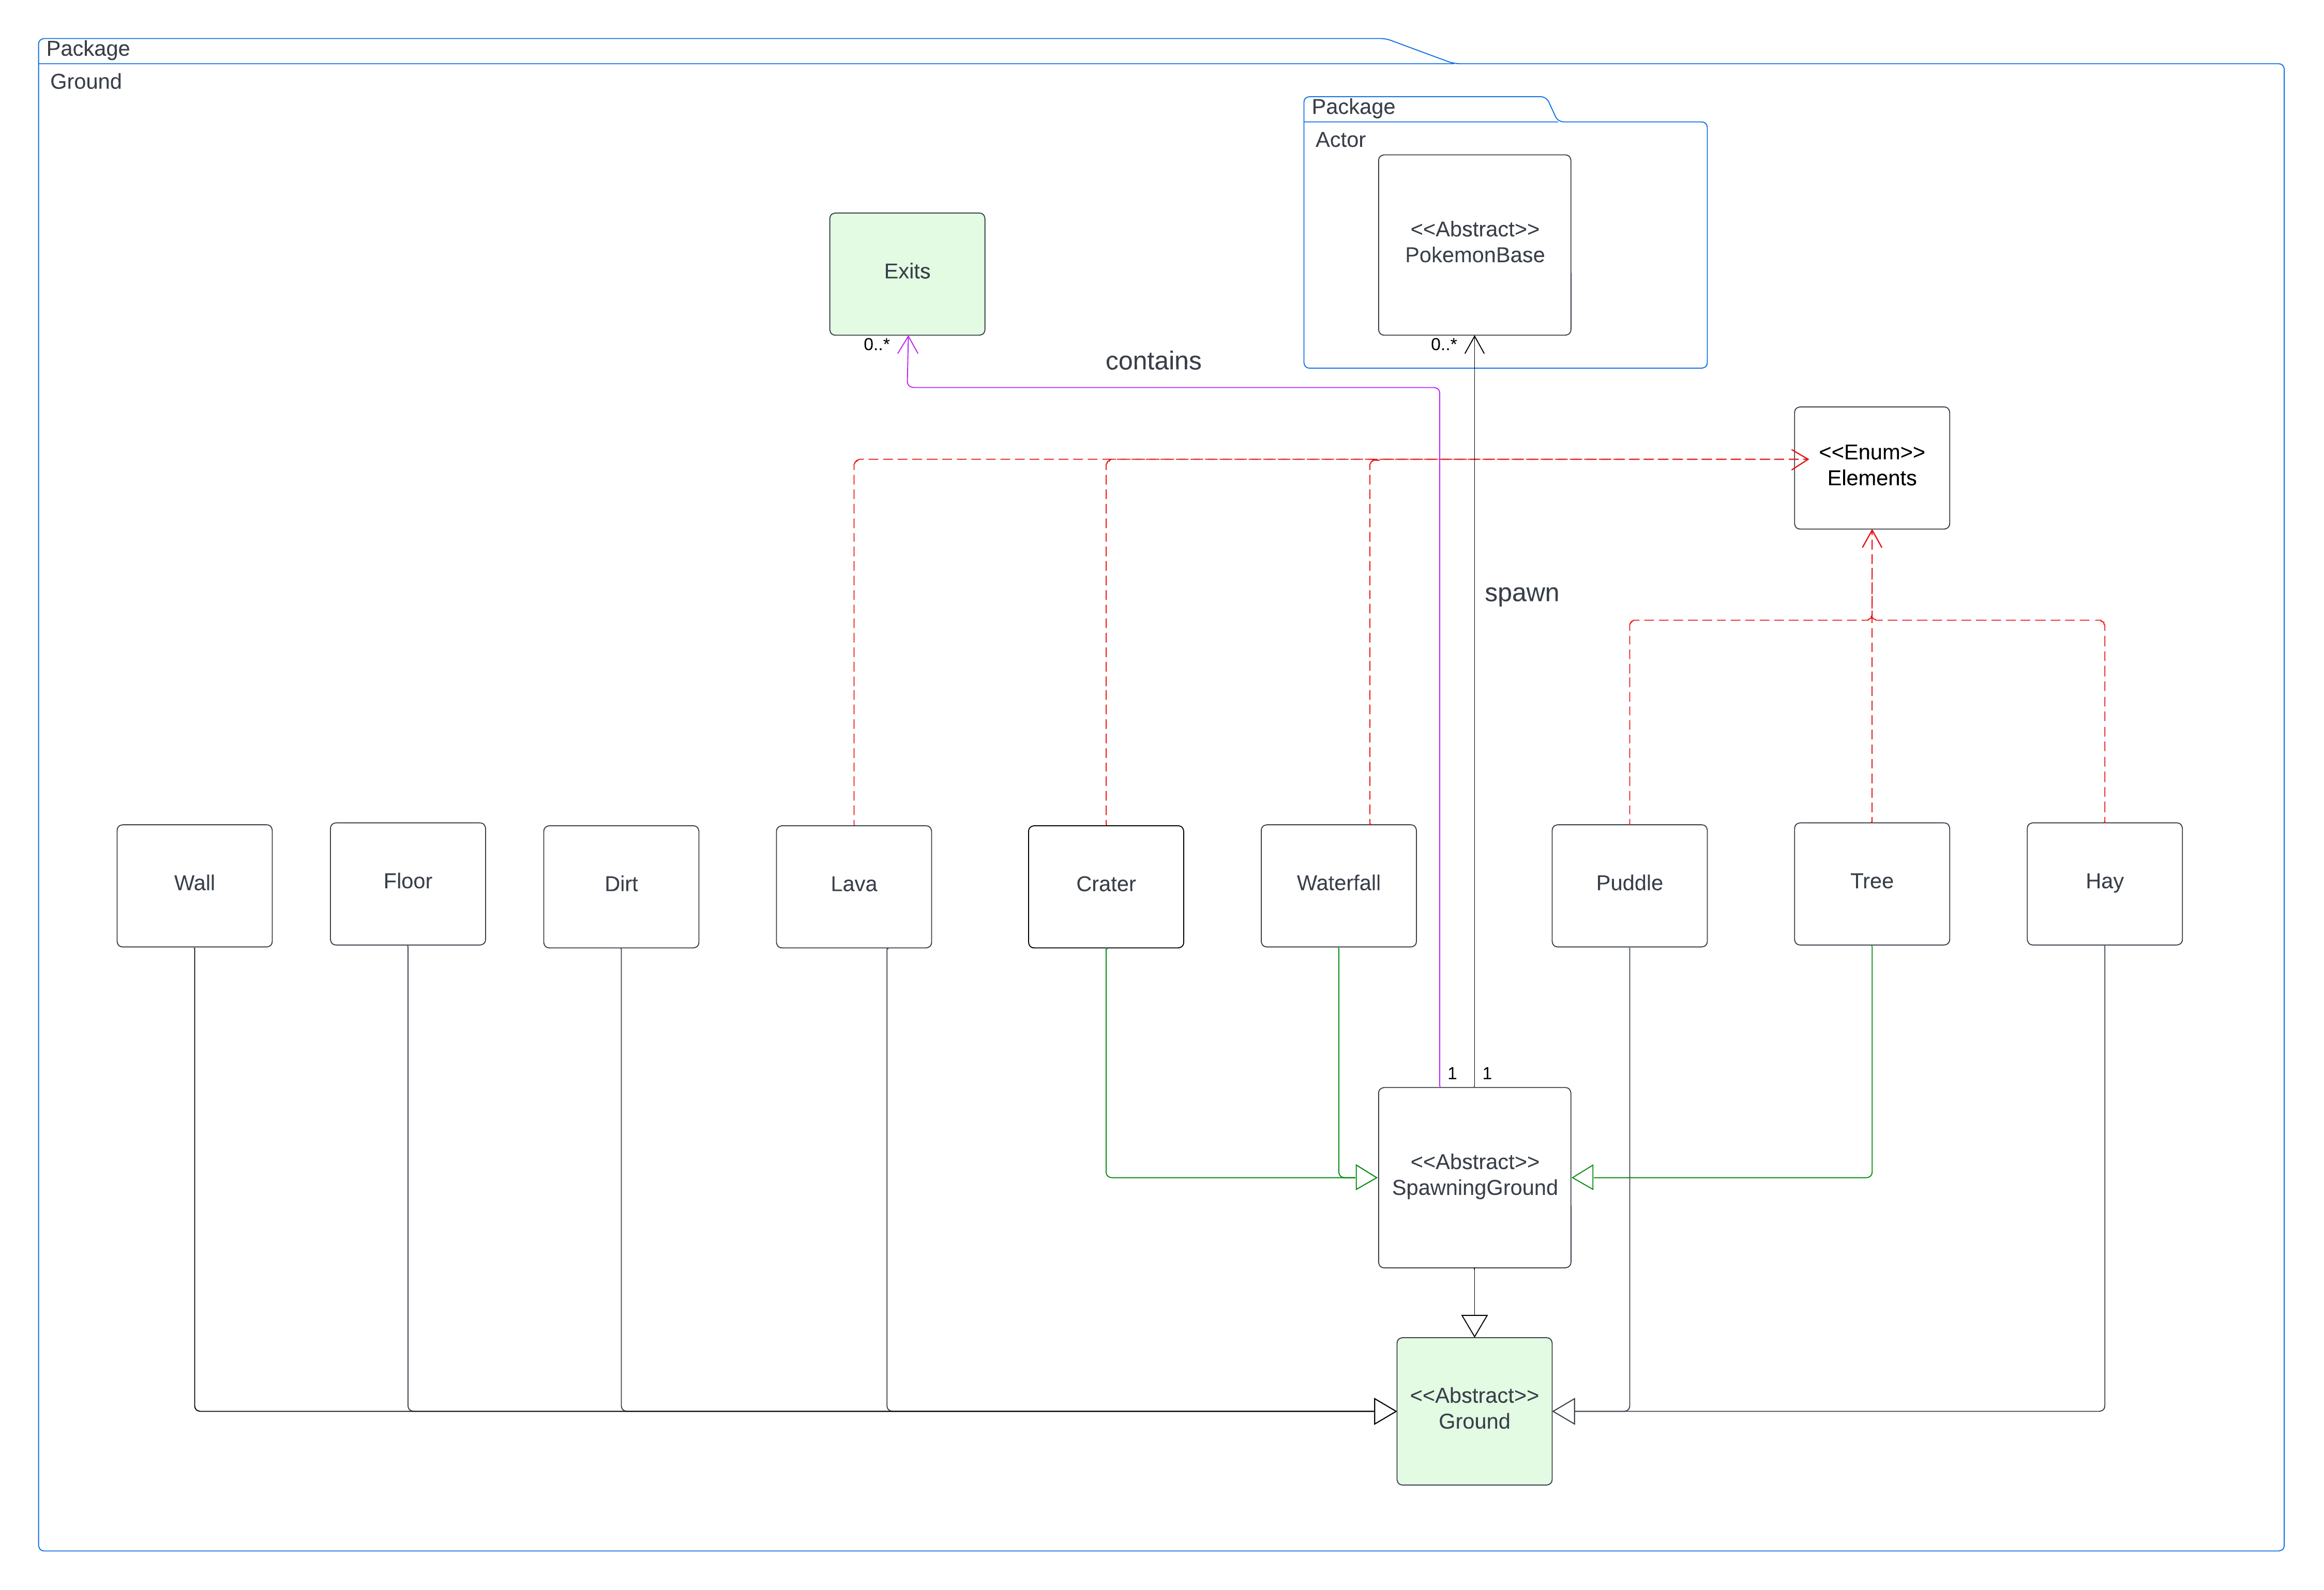 Package
Ground
Package
Actor
<<Abstract>>
PokemonBase
Exits
0..*
0..*
contains
<<Enum>>
Elements
spawn
Wall
Floor
Dirt
Lava
Crater
Waterfall
Puddle
Tree
Hay
1
1
<<Abstract>>
SpawningGround
<<Abstract>>
Ground